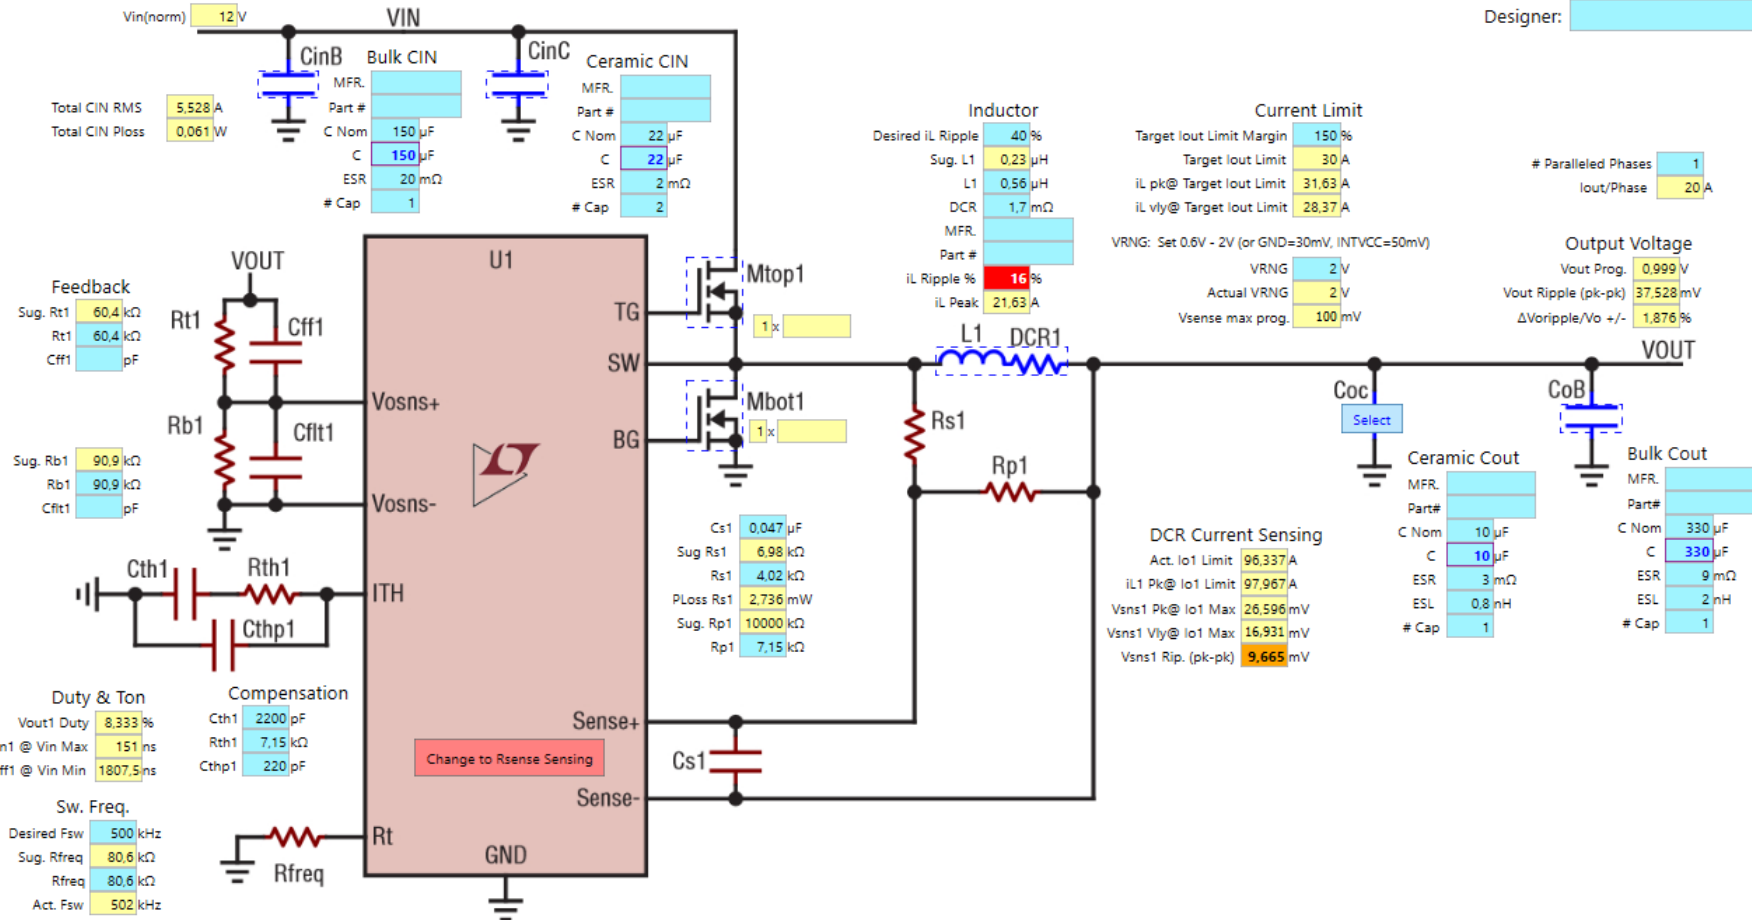 Vin(norm) 12 V
VIN
Designer:
CinB
Bulk CIN
MFR.
Part #
C Nom 150 µF
C 150 µF
ESR 20 mΩ
# Cap 1
CinC
Ceramic CIN
MFR.
Part #
C Nom 22 µF
C 22 µF
ESR 2 mΩ
# Cap 2
Total CIN RMS 5,528 A
Total CIN Ploss 0,061 W
Inductor
Desired iL Ripple 40 %
Sug. L1 0,23 µH
L1 0,56 µH
DCR 1,7 mΩ
MFR.
Part #
iL Ripple % 16 %
iL Peak 21,63 A
Current Limit
Target Iout Limit Margin 150 %
Target Iout Limit 30 A
iL pk@ Target Iout Limit 31,63 A
iL vly@ Target Iout Limit 28,37 A
VRNG: Set 0.6V - 2V (or GND=30mV, INTVCC=50mV)
VRNG 2 V
Actual VRNG 2 V
Vsense max prog. 100 mV
# Paralleled Phases 1
Iout/Phase 20 A
Output Voltage
Vout Prog. 0,999 V
Vout Ripple (pk-pk) 37,528 mV
ΔVoripple/Vo +/- 1,876 %
VOUT
Feedback
Sug. Rt1 60,4 kΩ
Rt1 60,4 kΩ
Cff1 pF
VOUT
Rt1
Cff1
Rb1
Cflt1
Sug. Rb1 90,9 kΩ
Rb1 90,9 kΩ
Cflt1 pF
U1
TG
SW
BG
Vosns+
Vosns-
ITH
Sense+
Sense-
Rt
GND
Change to Rsense Sensing
Mtop1
1 x
Mbot1
1 x
L1 DCR1
Rs1
Rp1
Coc
Select
CoB
Cs1 0,047 µF
Sug Rs1 6,98 kΩ
Rs1 4,02 kΩ
PLoss Rs1 2,736 mW
Sug. Rp1 10000 kΩ
Rp1 7,15 kΩ
DCR Current Sensing
Act. Io1 Limit 96,337 A
iL1 Pk@ Io1 Limit 97,967 A
Vsns1 Pk@ Io1 Max 26,596 mV
Vsns1 Vly@ Io1 Max 16,931 mV
Vsns1 Rip. (pk-pk) 9,665 mV
Ceramic Cout
MFR.
Part#
C Nom 10 µF
C 10 µF
ESR 3 mΩ
ESL 0,8 nH
# Cap 1
Bulk Cout
MFR.
Part#
C Nom 330 µF
C 330 µF
ESR 9 mΩ
ESL 2 nH
# Cap 1
Cth1
Rth1
Cthp1
Cs1
Duty & Ton
Vout1 Duty 8,333 %
n1 @ Vin Max 151 ns
ff1 @ Vin Min 1807,5 ns
Compensation
Cth1 2200 pF
Rth1 7,15 kΩ
Cthp1 220 pF
Sw. Freq.
Desired Fsw 500 kHz
Sug. Rfreq 80,6 kΩ
Rfreq 80,6 kΩ
Act. Fsw 502 kHz
Rfreq